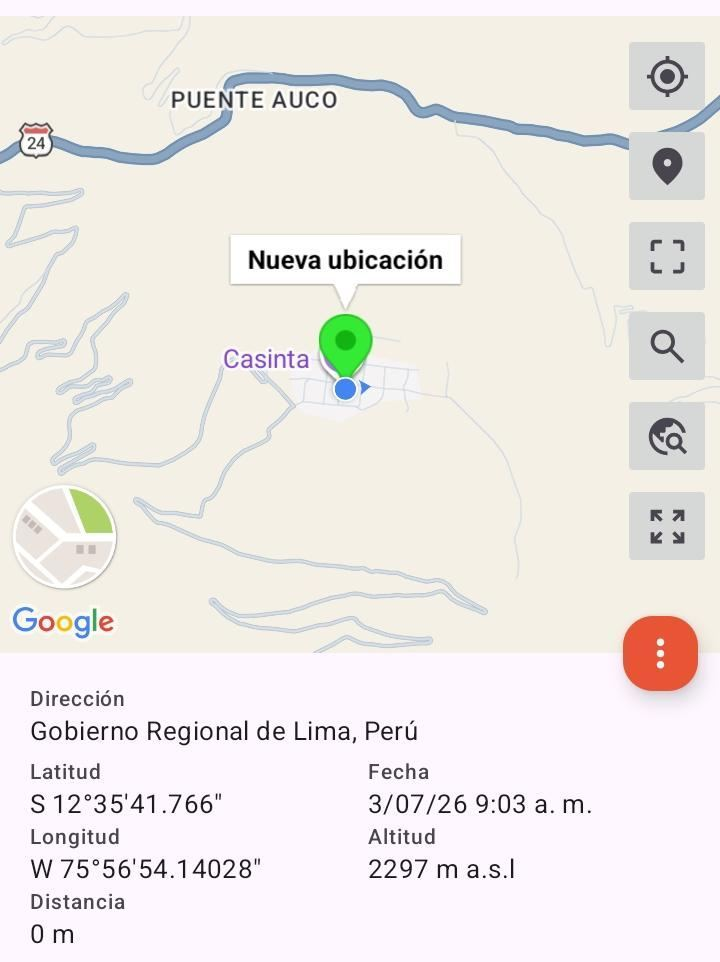 PUENTE AUCO
24
Nueva ubicación
Casinta
Google
Dirección
Gobierno Regional de Lima, Perú
Latitud
S 12°35'41.766"
Fecha
3/07/26 9:03 a. m.
Longitud
W 75°56'54.14028"
Altitud
2297 m a.s.l
Distancia
0 m